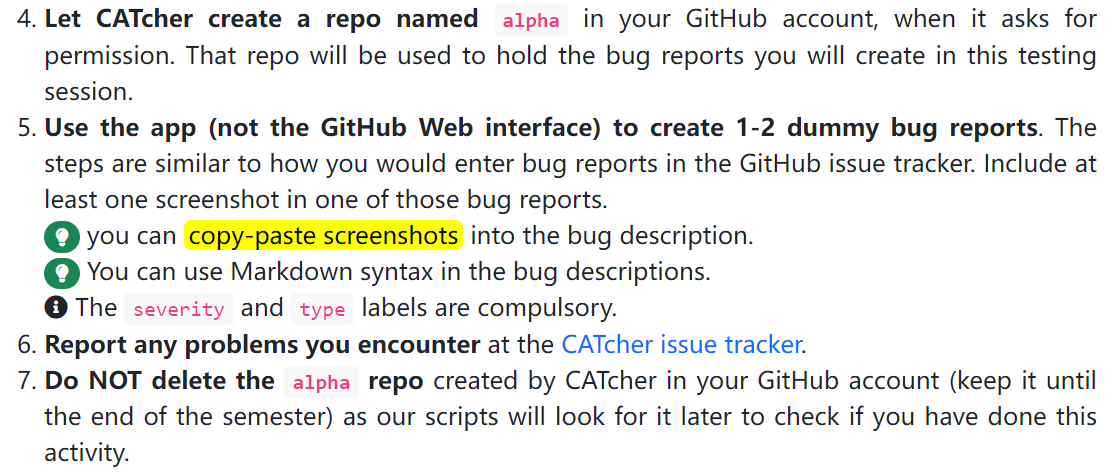 4. Let CATcher create a repo named alpha in your GitHub account, when it asks for
permission. That repo will be used to hold the bug reports you will create in this testing
session.
5. Use the app (not the GitHub Web interface) to create 1-2 dummy bug reports. The
steps are similar to how you would enter bug reports in the GitHub issue tracker. Include at
least one screenshot in one of those bug reports.
you can copy-paste screenshots into the bug description.
You can use Markdown syntax in the bug descriptions.
The severity and type labels are compulsory.
6. Report any problems you encounter at the CATcher issue tracker.
7. Do NOT delete the alpha repo created by CATcher in your GitHub account (keep it until
the end of the semester) as our scripts will look for it later to check if you have done this
activity.